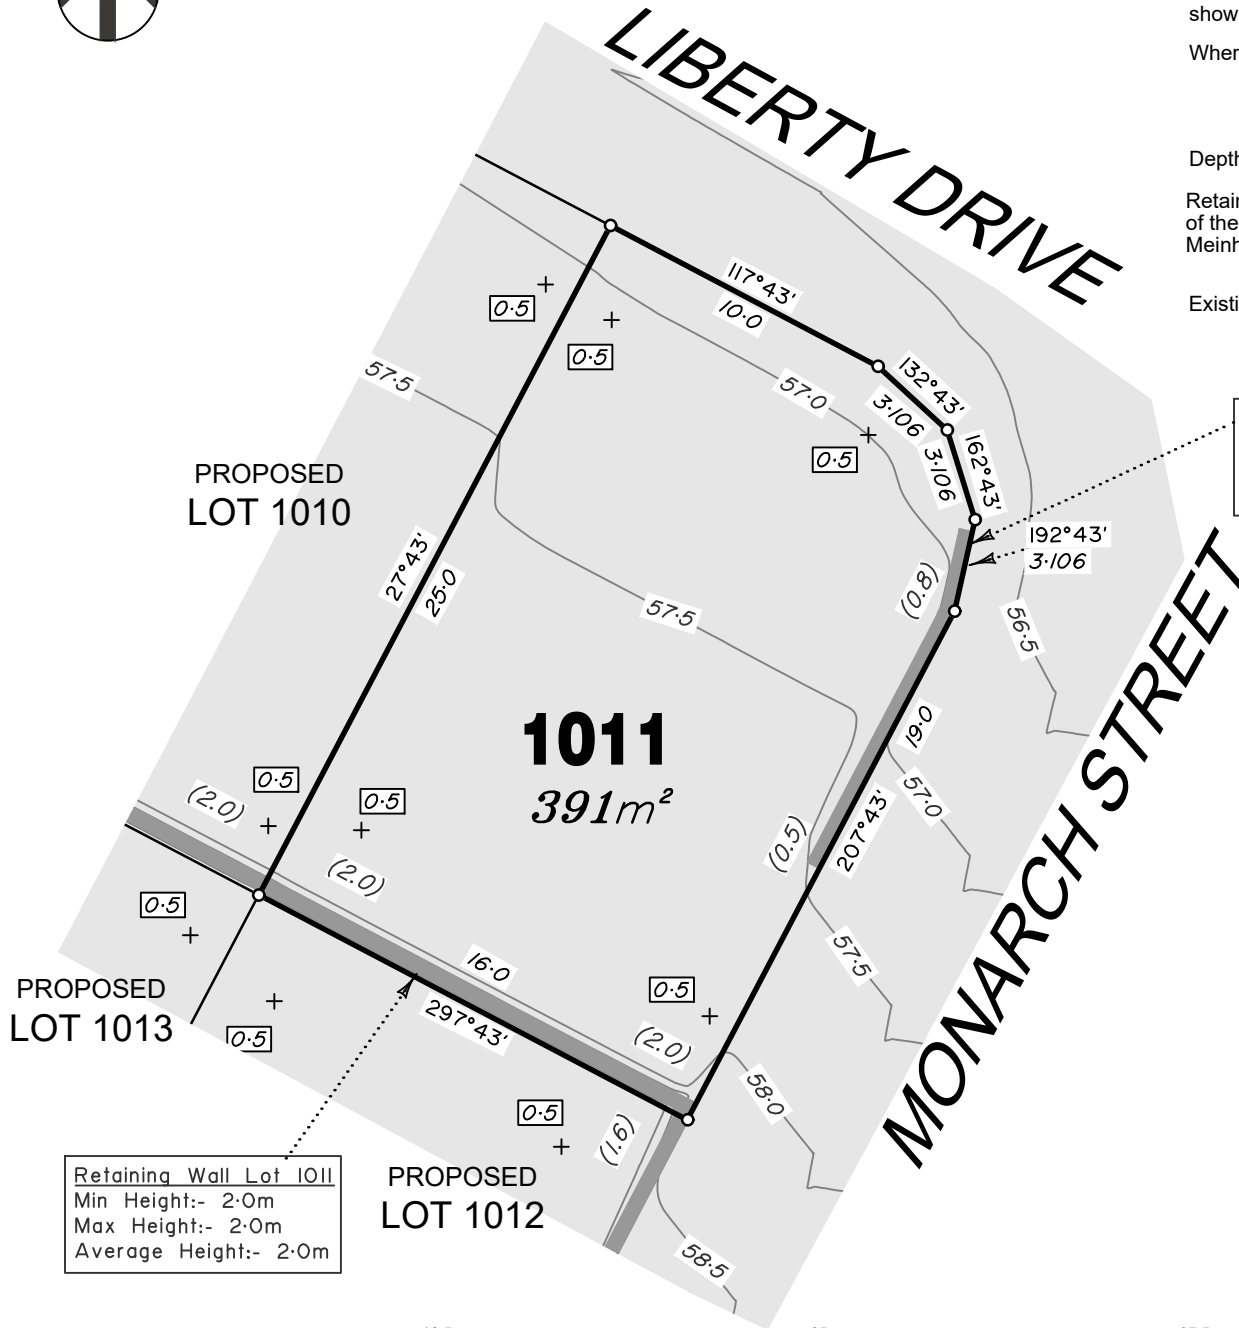 show
Wher
LIBERTY DRIVE
Depth
Retair
of the
Meinh
Existi
117°43'
10·0
0·5
0·5
57·5
57·0
132°43'
3·106
0·5
162°43'
3·106
PROPOSED
LOT 1010
192°43'
3·106
27°43'
25·0
(0.8)
57·5
56·5
MONARCH STREET
1011
391m²
19·0
207°43'
57·0
0·5
(2.0)
0·5
(0.5)
(2.0)
0·5
57·5
16·0
0·5
PROPOSED
LOT 1013
297°43'
0·5
(2.0)
58·0
0·5
(1.6)
Retaining Wall Lot 1011
Min Height:- 2·0m
Max Height:- 2·0m
Average Height:- 2·0m
PROPOSED
LOT 1012
58·5